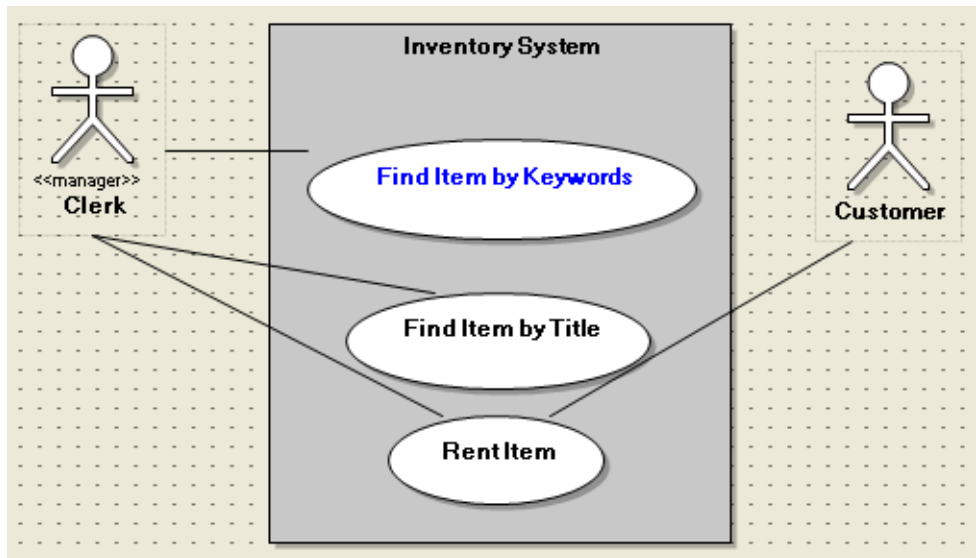 Inventory System
<<manager>>
Clerk
Find Item by Keywords
Customer
Find Item by Title
Rent Item